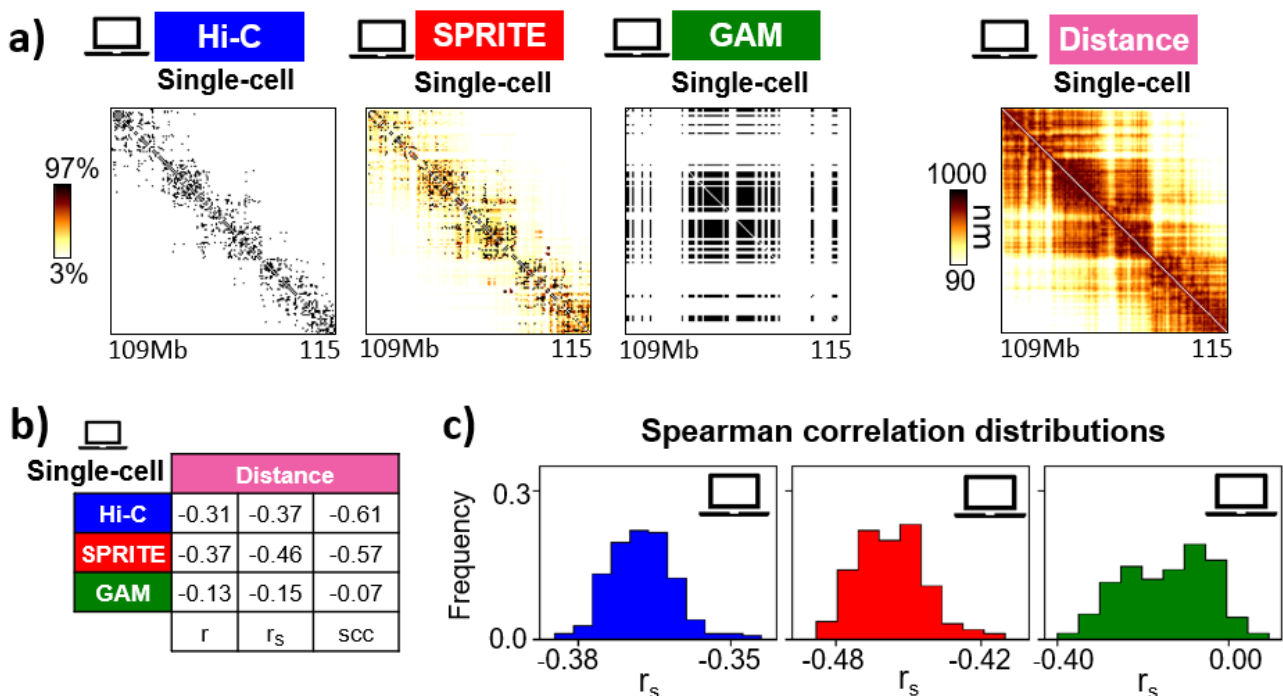 a)
Hi-C
SPRITE
GAM
Distance
Single-cell
Single-cell
Single-cell
Single-cell
97%
3%
1000
nm
90
109Mb 115
109Mb 115
109Mb 115
109Mb 115
b)
Single-cell
Distance
Hi-C -0.31 -0.37 -0.61
SPRITE -0.37 -0.46 -0.57
GAM -0.13 -0.15 -0.07
r rs scc
c)
Spearman correlation distributions
Frequency
0.3
0.0
-0.38 -0.35
rs
-0.48 -0.42
rs
-0.40 0.00
rs